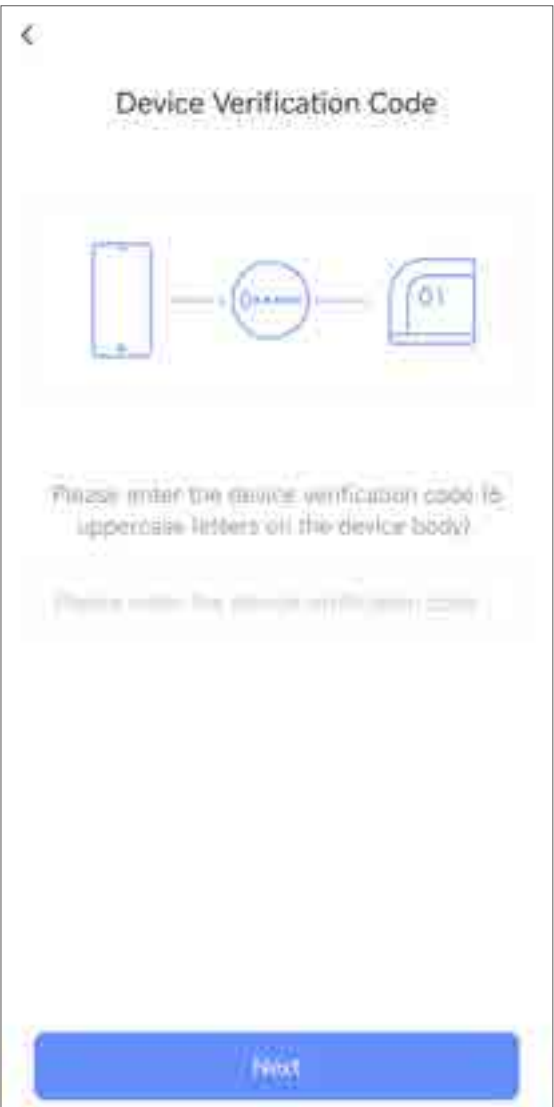 Device Verification Code
01
Please enter the device verification code (6
uppercase letters on the device body)
Please enter the device verification code
Next